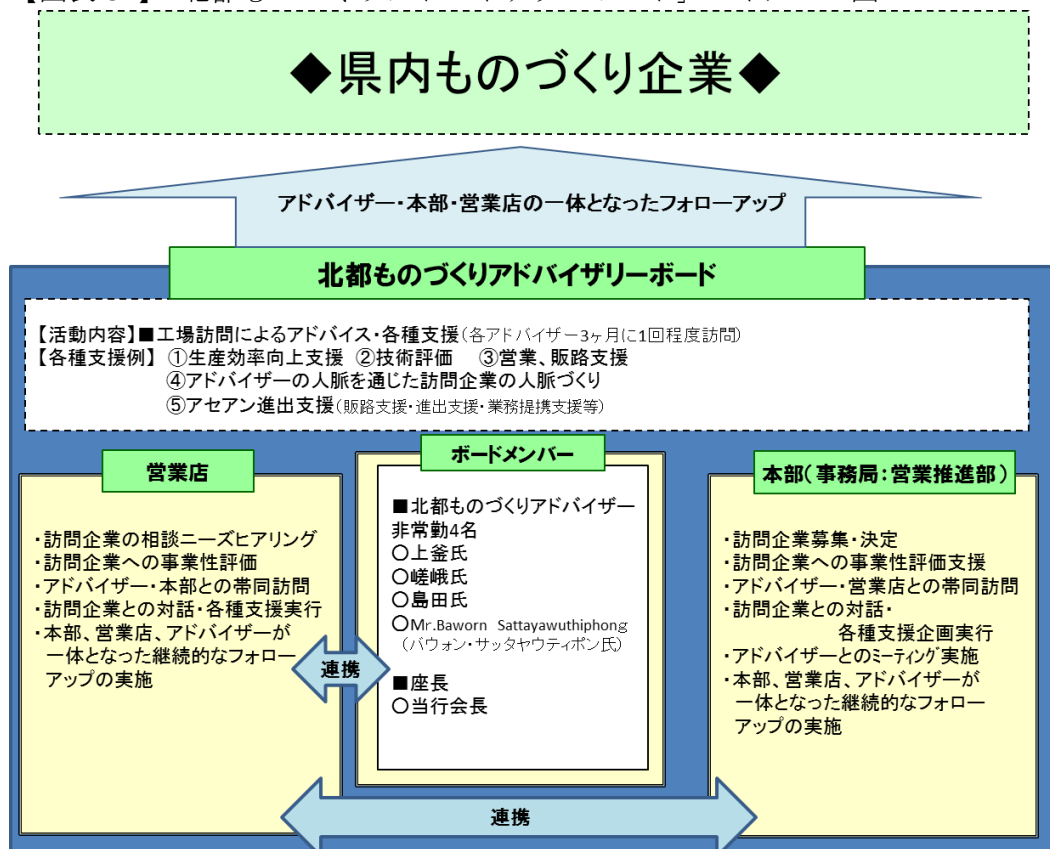 ◆県内ものづくり企業◆
アドバイザー・本部・営業店の一体となったフォローアップ
北都ものづくりアドバイザリーボード
【活動内容】■工場訪問によるアドバイス・各種支援(各アドバイザー3ヶ月に1回程度訪問)
【各種支援例】 ①生産効率向上支援 ②技術評価 ③営業、販路支援
④アドバイザーの人脈を通じた訪問企業の人脈づくり
⑤アセアン進出支援(販路支援・進出支援・業務提携支援等)
営業店
・訪問企業の相談ニーズヒアリング
・訪問企業への事業性評価
・アドバイザー・本部との帯同訪問
・訪問企業との対話・各種支援実行
・本部、営業店、アドバイザーが
一体となった継続的なフォロー
アップの実施
連携
ボードメンバー
■北都ものづくりアドバイザー
非常勤4名
○上釜氏
○嵯峨氏
○島田氏
○Mr.Baworn Sattayawuthiphong
(バウォン・サッタヤウティポン氏)
■座長
○当行会長
本部(事務局:営業推進部)
・訪問企業募集・決定
・訪問企業への事業性評価支援
・アドバイザー・営業店との帯同訪問
・訪問企業との対話・
各種支援企画実行
・アドバイザーとのミーティング実施
・本部、営業店、アドバイザーが
一体となった継続的なフォロー
アップの実施
連携